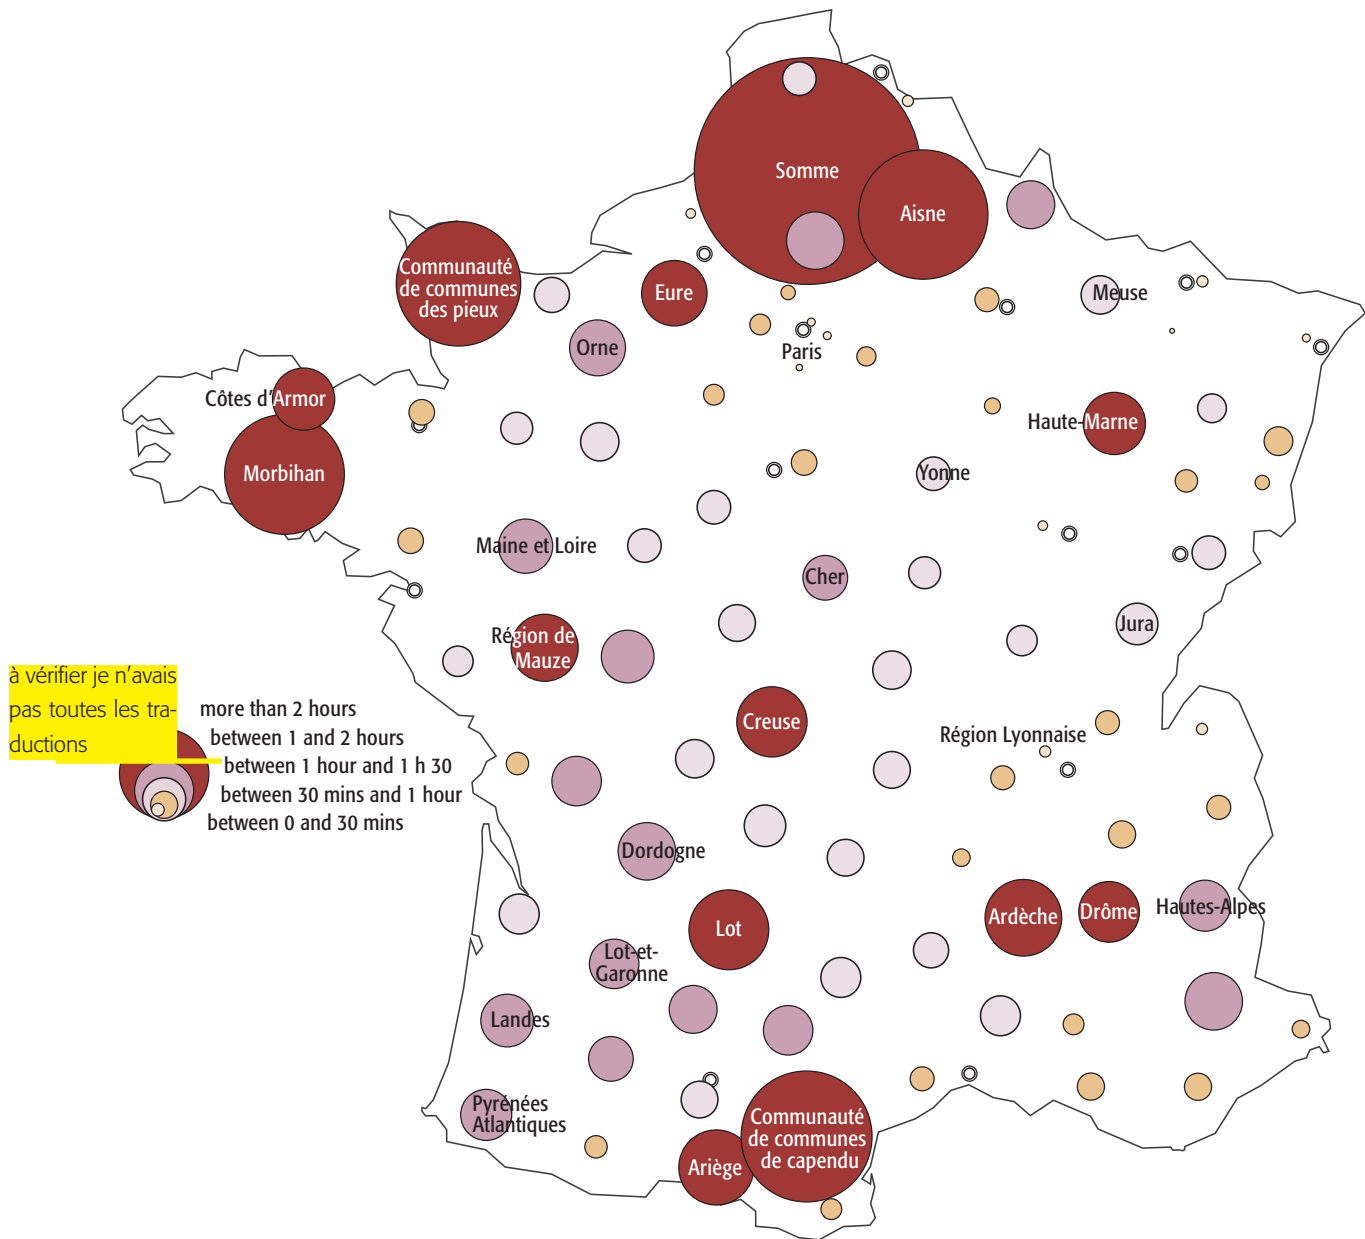 Somme
Aisne
Communauté
de communes
des pieux
Eure
Meuse
Orne
Paris
Côtes d'Armor
Haute-Marne
Morbihan
Yonne
Maine et Loire
Cher
Région de
Mauze
Jura
à vérifier je n'avais
pas toutes les tra-
ductions
more than 2 hours
between 1 and 2 hours
between 1 hour and 1 h 30
between 30 mins and 1 hour
between 0 and 30 mins
Creuse
Région Lyonnaise
Dordogne
Lot
Ardèche
Drôme
Hautes-Alpes
Lot-et-
Garonne
Landes
Pyrénées
Atlantiques
Communauté
de communes
de capendu
Ariège